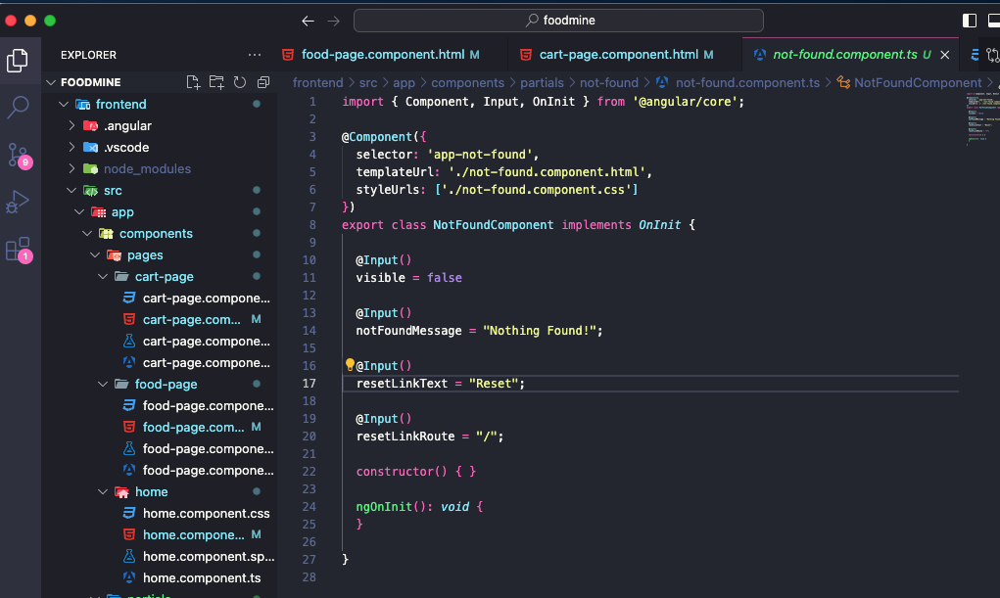 foodmine
EXPLORER
food-page.component.html M
cart-page.component.html M
not-found.component.ts U
FOODMINE
frontend > src > app > components > partials > not-found > not-found.component.ts > NotFoundComponent >
frontend
.angular
.vscode
node_modules
src
app
components
pages
cart-page
cart-page.compone...
cart-page.com... M
cart-page.compone...
cart-page.compone...
food-page
food-page.compone...
food-page.com... M
food-page.compone...
food-page.compone...
home
home.component.css
home.compone... M
home.component.sp...
home.component.ts
partials
9
1
1 import { Component, Input, OnInit } from '@angular/core';
2
3 @Component({
4 selector: 'app-not-found',
5 templateUrl: './not-found.component.html',
6 styleUrls: ['./not-found.component.css']
7 })
8 export class NotFoundComponent implements OnInit {
9
10 @Input()
11 visible = false
12
13 @Input()
14 notFoundMessage = "Nothing Found!";
15
16 @Input()
17 resetLinkText = "Reset";
18
19 @Input()
20 resetLinkRoute = "/";
21
22 constructor() { }
23
24 ngOnInit(): void {
25 }
26
27 }
28